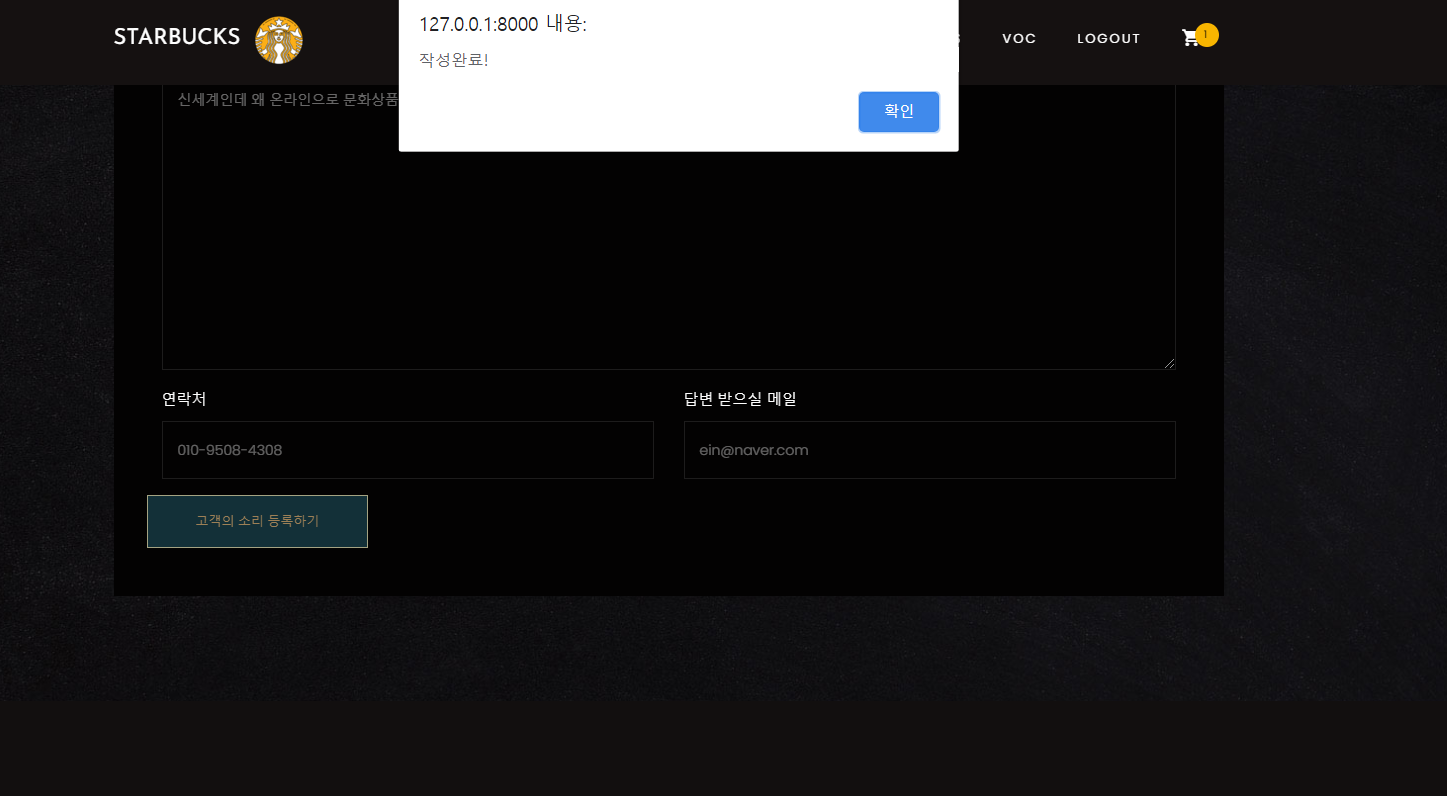 STARBUCKS
127.0.0.1:8000 내용:
작성완료!
확인
VOC
LOGOUT
1
신세계인데 왜 온라인으로 문화상품
연락처
답변 받으실 메일
010-9508-4308
ein@naver.com
고객의 소리 등록하기